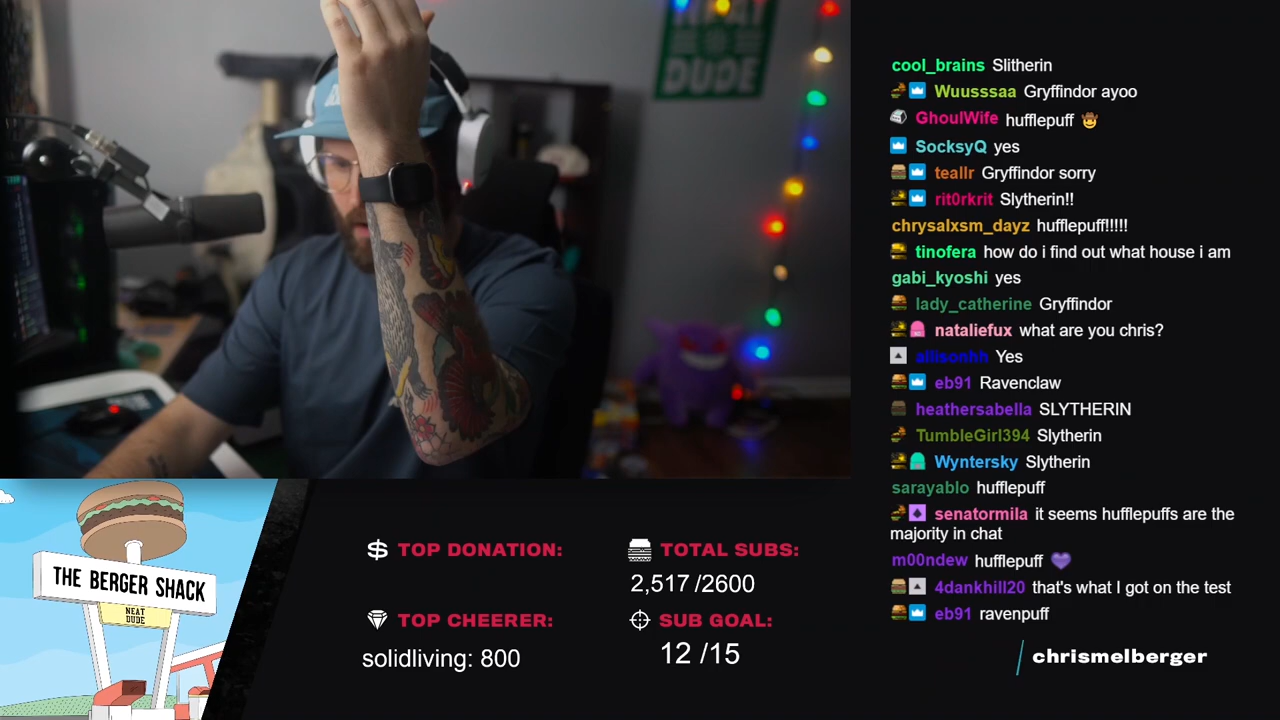 DUDE
cool_brains Slitherin
Wuusssaa Gryffindor ayoo
GhoulWife hufflepuff 🤠
SocksyQ yes
teallr Gryffindor sorry
rit0rkrit Slytherin!!
chrysalxsm_dayz hufflepuff!!!!!
tinofera how do i find out what house i am
gabi_kyoshi yes
lady_catherine Gryffindor
nataliefux what are you chris?
allisonhh Yes
eb91 Ravenclaw
heathersabella SLYTHERIN
TumbleGirl394 Slytherin
Wyntersky Slytherin
sarayablo hufflepuff
senatormila it seems hufflepuffs are the
majority in chat
m00ndew hufflepuff 💜
4dankhill20 that's what I got on the test
eb91 ravenpuff
THE BERGER SHACK
NEAT
DUDE
TOP DONATION:
TOTAL SUBS:
2,517 /2600
TOP CHEERER:
SUB GOAL:
solidliving: 800
12 /15
chrismelberger